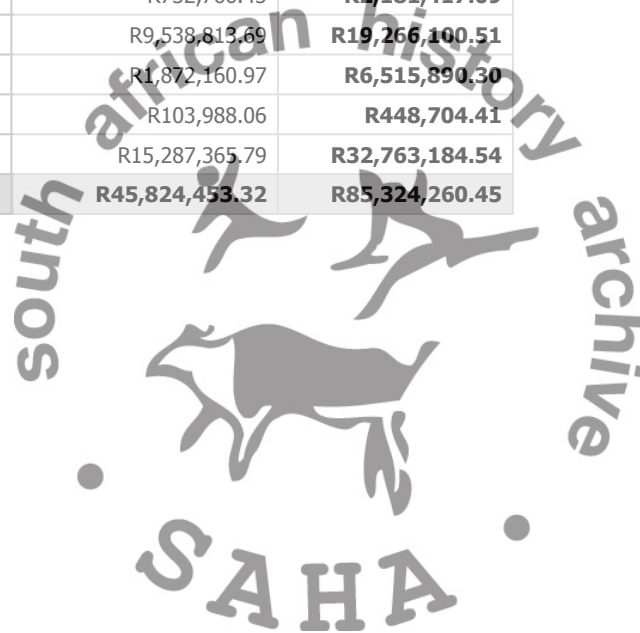 R9,538,813.69 R19,266,100.51
R1,872,160.97 R6,515,890.30
R103,988.06 R448,704.41
R15,287,365.79 R32,763,184.54
R45,824,453.32 R85,324,260.45
south african history archive
SAHA